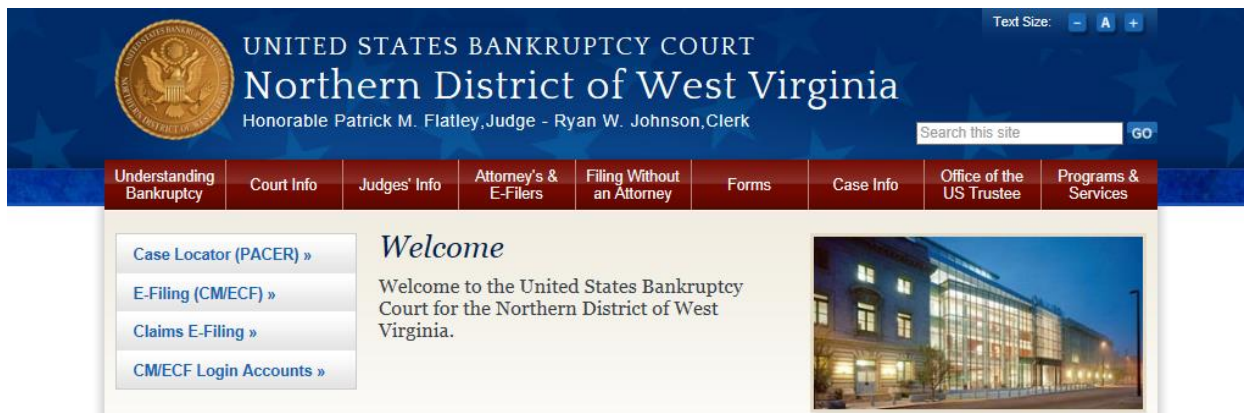 Text Size: - A +
UNITED STATES BANKRUPTCY COURT
Northern District of West Virginia
Honorable Patrick M. Flatley,Judge - Ryan W. Johnson,Clerk
Search this site GO
Understanding
Bankruptcy
Court Info
Judges' Info
Attorney's &
E-Filers
Filing Without
an Attorney
Forms
Case Info
Office of the
US Trustee
Programs &
Services
Case Locator (PACER) »
E-Filing (CM/ECF) »
Claims E-Filing »
CM/ECF Login Accounts »
Welcome
Welcome to the United States Bankruptcy
Court for the Northern District of West
Virginia.